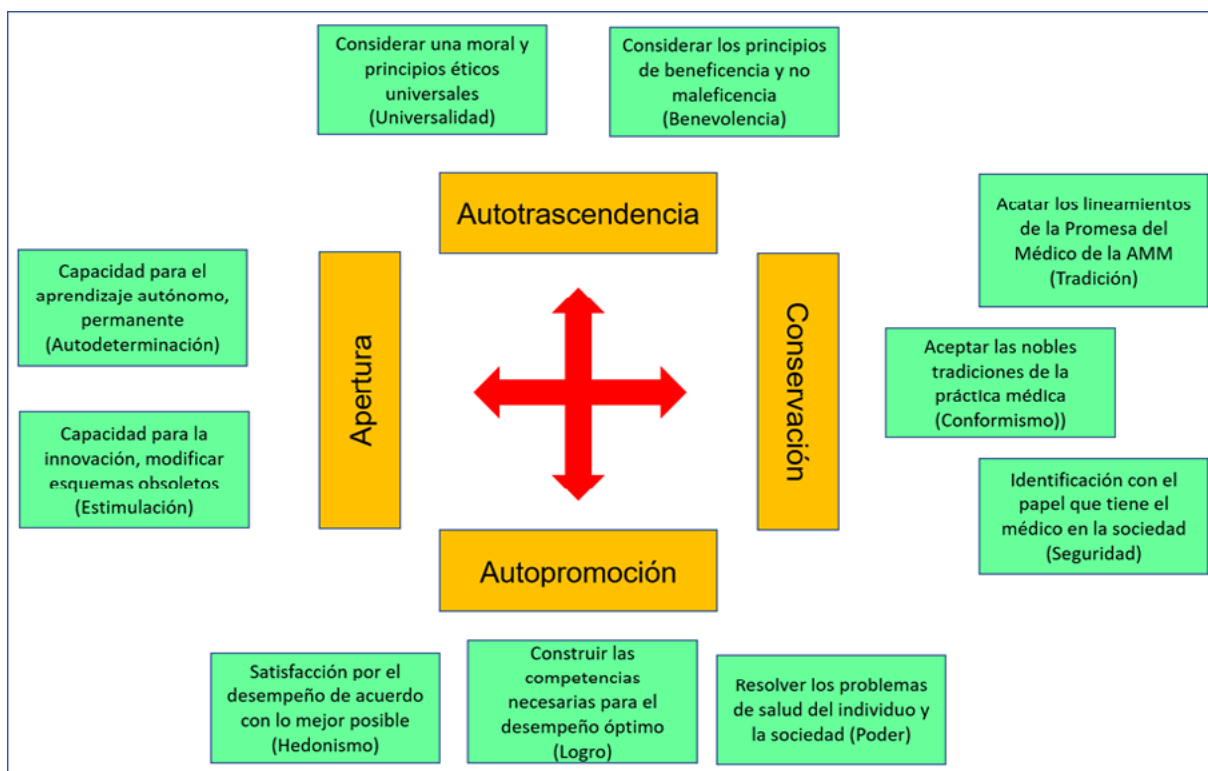 Considerar una moral y
principios éticos
universales
(Universalidad)
Considerar los principios
de beneficencia y no
maleficencia
(Benevolencia)
Autotrascendencia
Acatar los lineamientos
de la Promesa del
Médico de la AMM
(Tradición)
Capacidad para el
aprendizaje autónomo,
permanente
(Autodeterminación)
Apertura
Conservación
Aceptar las nobles
tradiciones de la
práctica médica
(Conformismo))
Capacidad para la
innovación, modificar
esquemas obsoletos
(Estimulación)
Identificación con el
papel que tiene el
médico en la sociedad
(Seguridad)
Autopromoción
Satisfacción por el
desempeño de acuerdo
con lo mejor posible
(Hedonismo)
Construir las
competencias
necesarias para el
desempeño óptimo
(Logro)
Resolver los problemas
de salud del individuo y
la sociedad (Poder)